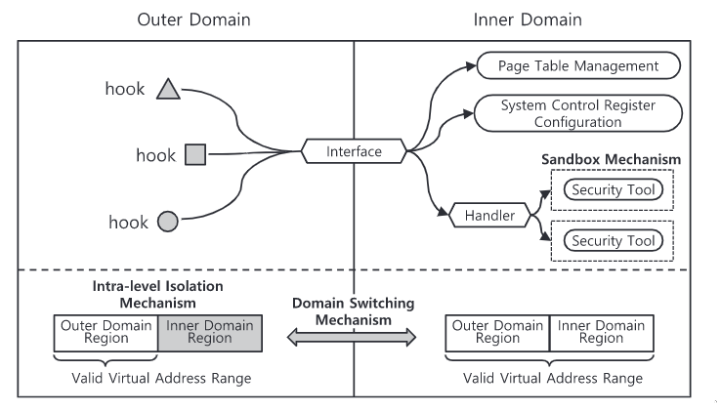 Outer Domain
Inner Domain
hook
hook
hook
Interface
Page Table Management
System Control Register
Configuration
Sandbox Mechanism
Security Tool
Handler
Security Tool
Intra-level Isolation
Mechanism
Domain Switching
Mechanism
Outer Domain
Region
Inner Domain
Region
Outer Domain
Region
Inner Domain
Region
Valid Virtual Address Range
Valid Virtual Address Range